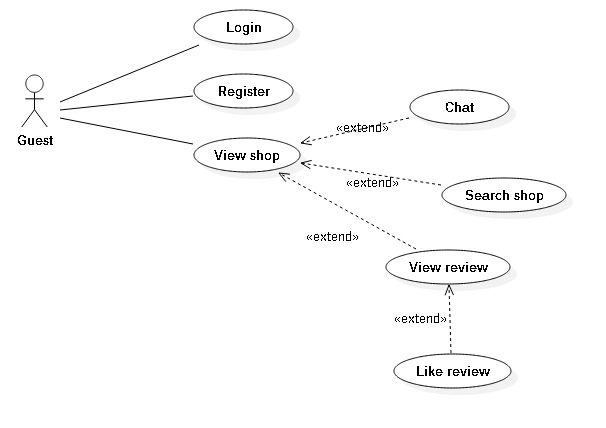 Login
Register
Guest
View shop
«extend»
Chat
«extend»
Search shop
«extend»
View review
«extend»
Like review